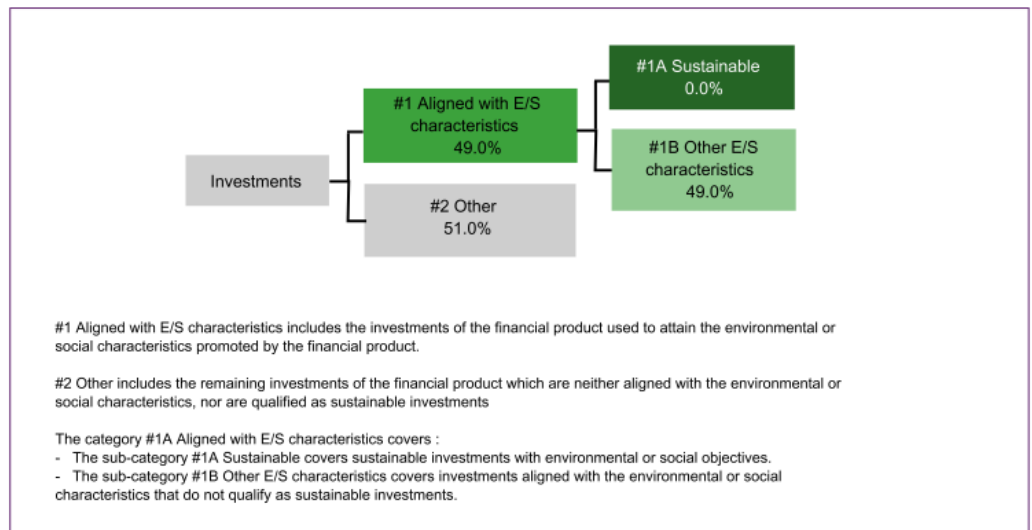 #1A Sustainable
0.0%
#1 Aligned with E/S
characteristics
49.0%
#1B Other E/S
characteristics
49.0%
Investments
#2 Other
51.0%
#1 Aligned with E/S characteristics includes the investments of the financial product used to attain the environmental or
social characteristics promoted by the financial product.
#2 Other includes the remaining investments of the financial product which are neither aligned with the environmental or
social characteristics, nor are qualified as sustainable investments
The category #1A Aligned with E/S characteristics covers :
- The sub-category #1A Sustainable covers sustainable investments with environmental or social objectives.
- The sub-category #1B Other E/S characteristics covers investments aligned with the environmental or social
characteristics that do not qualify as sustainable investments.